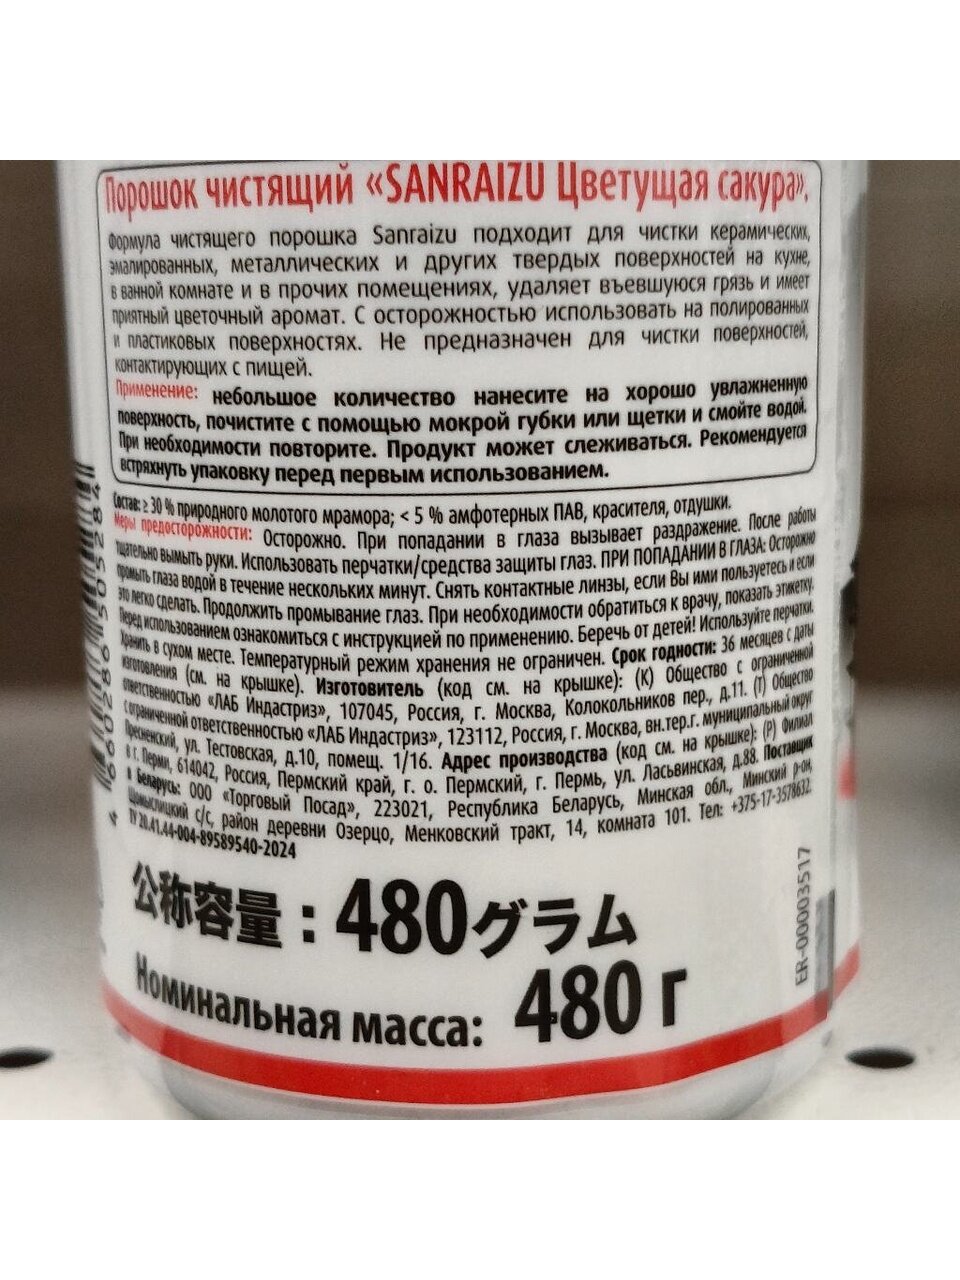 Порошок чистящий «SANRAIZU Цветущая сакура».
Формула чистящего порошка Sanraizu подходит для чистки керамических,
эмалированных, металлических и других твердых поверхностей на кухне,
в ванной комнате и в прочих помещениях, удаляет въевшуюся грязь и имеет
приятный цветочный аромат. С осторожностью использовать на полированных
и пластиковых поверхностях. Не предназначен для чистки поверхностей,
контактирующих с пищей.
Применение: небольшое количество нанесите на хорошо увлажненную
поверхность, почистите с помощью мокрой губки или щетки и смойте водой.
При необходимости повторите. Продукт может слеживаться. Рекомендуется
встряхнуть упаковку перед первым использованием.
Состав: ≥ 30 % природного молотого мрамора; < 5 % амфотерных ПАВ, красителя, отдушки.
Меры предосторожности: Осторожно. При попадании в глаза вызывает раздражение. После работы
тщательно вымыть руки. Использовать перчатки/средства защиты глаз. ПРИ ПОПАДАНИИ В ГЛАЗА: Осторожно
промыть глаза водой в течение нескольких минут. Снять контактные линзы, если Вы ими пользуетесь и если
это легко сделать. Продолжить промывание глаз. При необходимости обратиться к врачу, показать этикетку.
Перед использованием ознакомиться с инструкцией по применению. Беречь от детей! Используйте перчатки.
Хранить в сухом месте. Температурный режим хранения не ограничен. Срок годности: 36 месяцев с даты
изготовления (см. на крышке). Изготовитель (код см. на крышке): (К) Общество с ограниченной
ответственностью «ЛАБ Индастриз», 107045, Россия, г. Москва, Колокольников пер., д.11. (Т) Общество
с ограниченной ответственностью «ЛАБ Индастриз», 123112, Россия, г. Москва, вн.тер.г. муниципальный округ
Пресненский, ул. Тестовская, д.10, помещ. 1/16. Адрес производства (код см. на крышке): (Р) Филиал
в г. Перми, 614042, Россия, Пермский край, г. о. Пермский, г. Пермь, ул. Ласьвинская, д.88. Поставщик
в Беларусь: ООО «Торговый Посад», 223021, Республика Беларусь, Минская обл., Минский р-он,
Щомыслицкий с/с, район деревни Озерцо, Менковский тракт, 14, комната 101. Тел: +375-17-3578632.
ТУ 20.41.44-004-89589540-2024
公称容量：480グラム
Номинальная масса: 480 г
ER-00003517
4 660286 505284